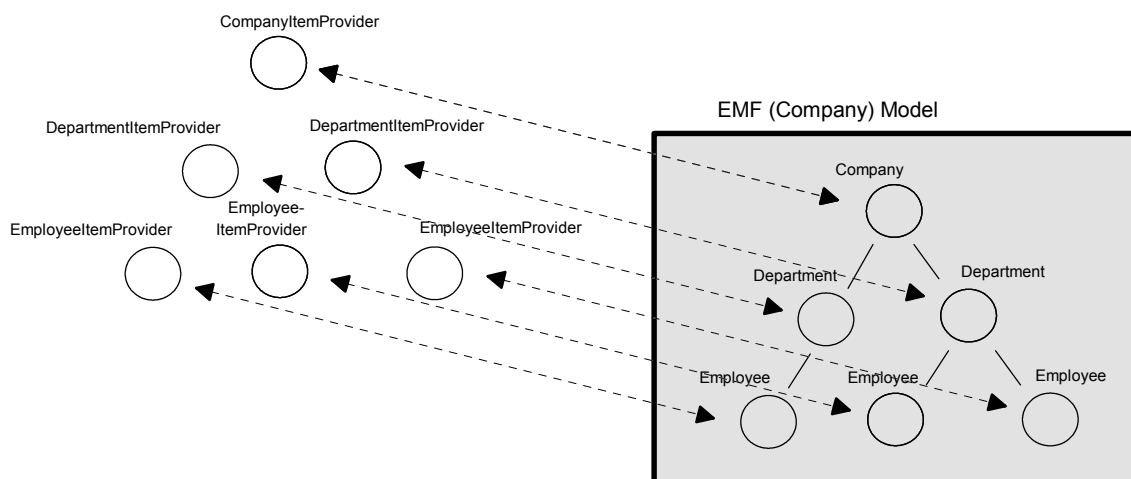 CompanyItemProvider
EMF (Company) Model
DepartmentItemProvider
DepartmentItemProvider
Company
Employee-
ItemProvider
EmployeeItemProvider
EmployeeItemProvider
Department
Department
Employee
Employee
Employee